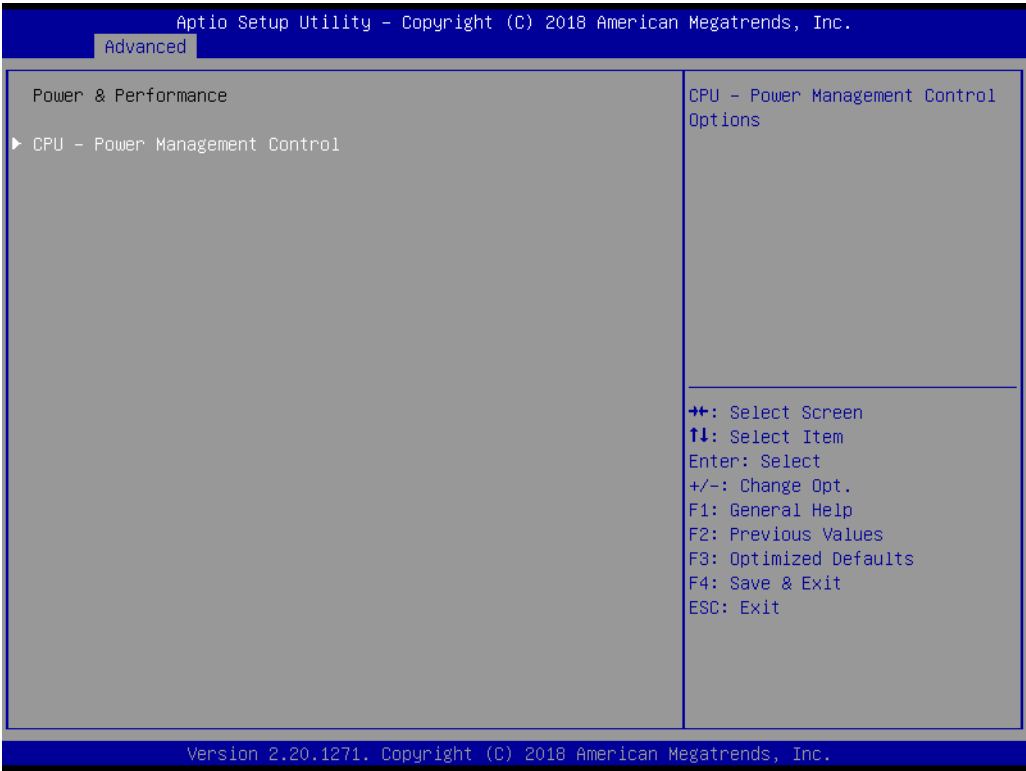 Aptio Setup Utility – Copyright (C) 2018 American Megatrends, Inc.
Advanced
Power & Performance
▶ CPU – Power Management Control
CPU – Power Management Control
Options
→←: Select Screen
↑↓: Select Item
Enter: Select
+/-: Change Opt.
F1: General Help
F2: Previous Values
F3: Optimized Defaults
F4: Save & Exit
ESC: Exit
Version 2.20.1271. Copyright (C) 2018 American Megatrends, Inc.